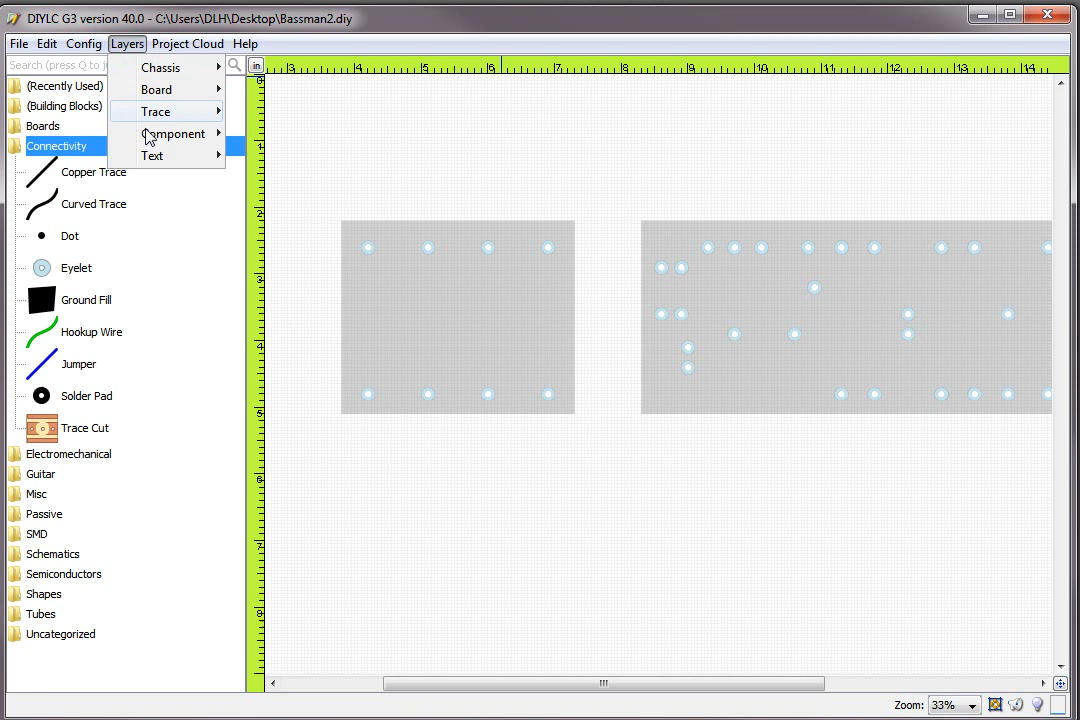 DIYLC G3 version 40.0 - C:\Users\DLH\Desktop\Bassman2.diy
File Edit Config Layers Project Cloud Help
Search (press Q to
in
3 4 5 6 7 8 9 10 11 12 13 14
Chassis
Board
Trace
Component
Text
(Recently Used)
(Building Blocks)
Boards
Connectivity
Copper Trace
Curved Trace
Dot
Eyelet
Ground Fill
Hookup Wire
Jumper
Solder Pad
Trace Cut
Electromechanical
Guitar
Misc
Passive
SMD
Schematics
Semiconductors
Shapes
Tubes
Uncategorized
0
1
2
3
4
5
6
7
8
Zoom: 33%